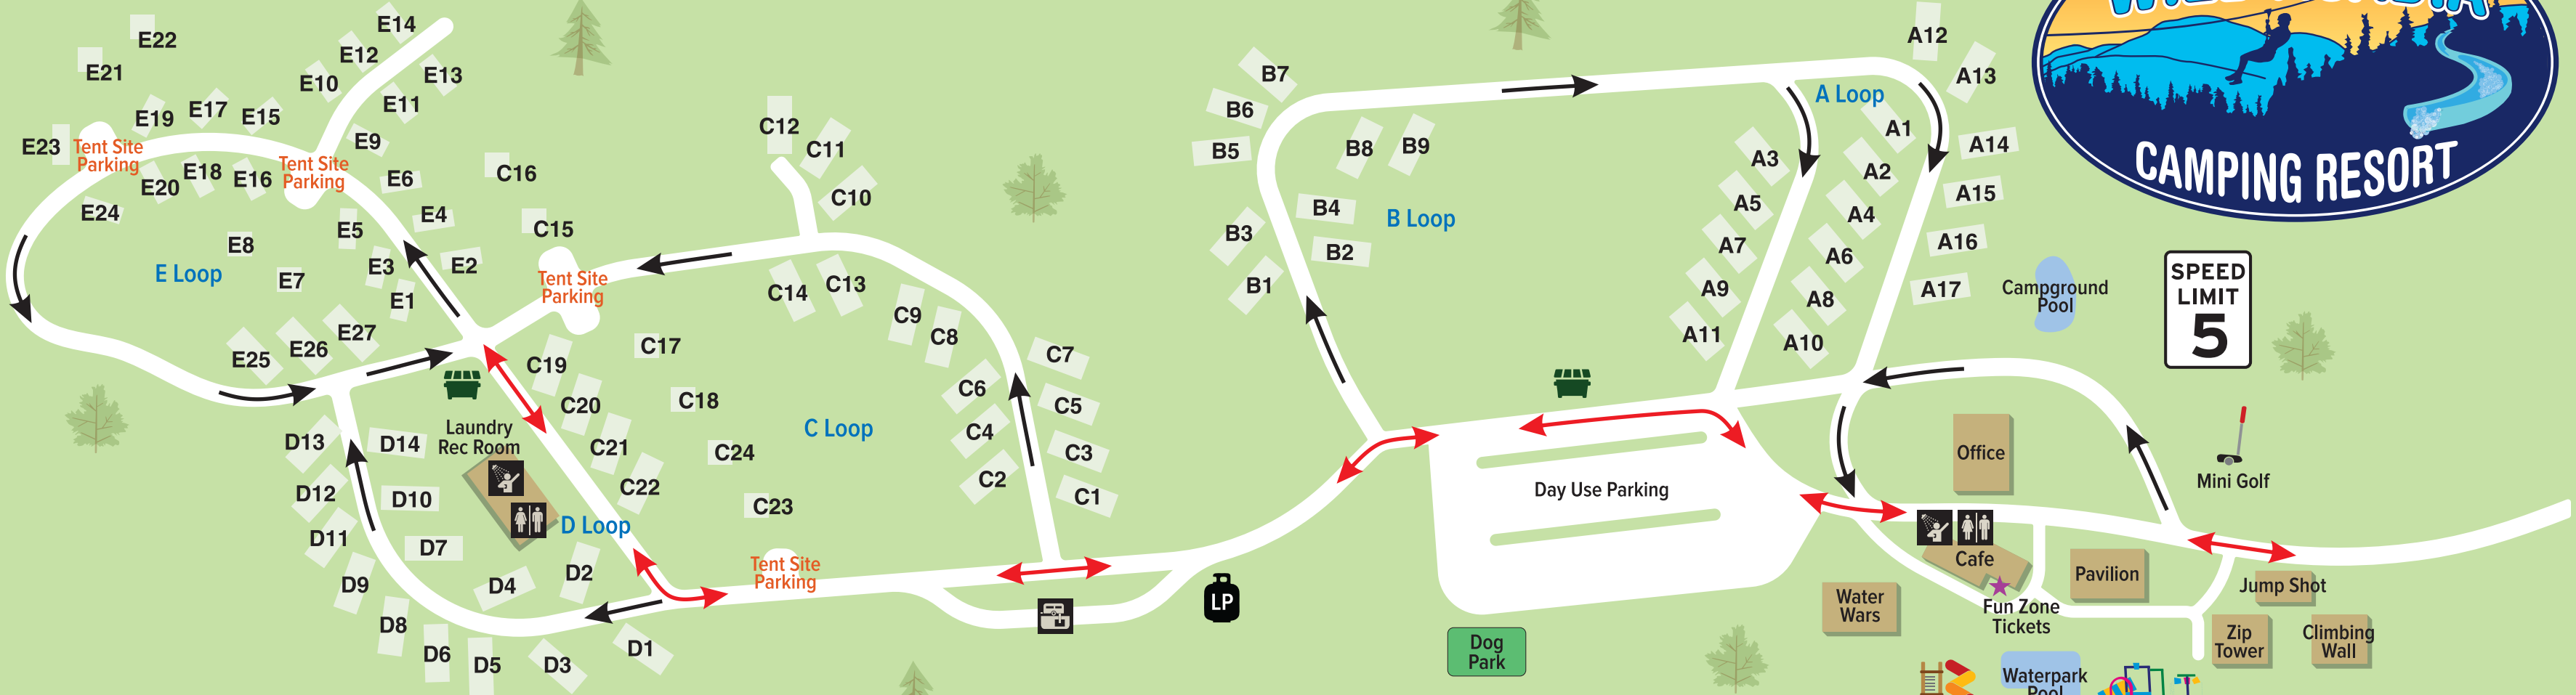 E22
E21
E14
E12
E10
E13
E11
E9
E19
E17
E15
E23
Tent Site
Parking
E20
E18
E16
Tent Site
Parking
E24
E6
E4
E5
E2
E3
E1
E8
E7
E Loop
E25
E26
E27
C16
C15
Tent Site
Parking
C12
C11
C10
C14
C13
C9
C8
C7
C6
C5
C4
C3
C2
C1
C17
C18
C19
C20
C21
C22
C24
C23
C Loop
Laundry
Rec Room
D Loop
D13
D14
D12
D10
D11
D7
D9
D4
D2
D8
D6
D5
D3
D1
Tent Site
Parking
LP
B7
B6
B5
B8
B9
B4
B3
B2
B1
B Loop
A Loop
A12
A13
A1
A14
A3
A2
A15
A5
A4
A16
A7
A6
A17
A9
A8
A11
A10
CAMPING RESORT
Campground
Pool
SPEED
LIMIT
5
Mini Golf
Office
Day Use Parking
Dog
Park
Water
Wars
Cafe
Fun Zone
Tickets
Pavilion
Jump Shot
Zip
Tower
Climbing
Wall
Waterpark
Pool